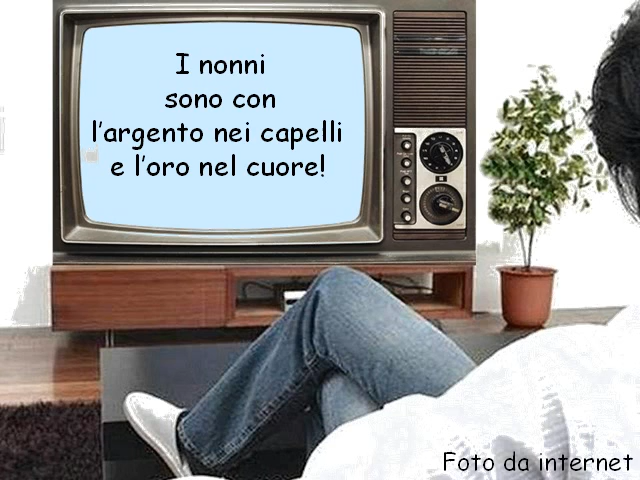 I nonni
sono con
l'argento nei capelli
e l'oro nel cuore!
Foto da internet